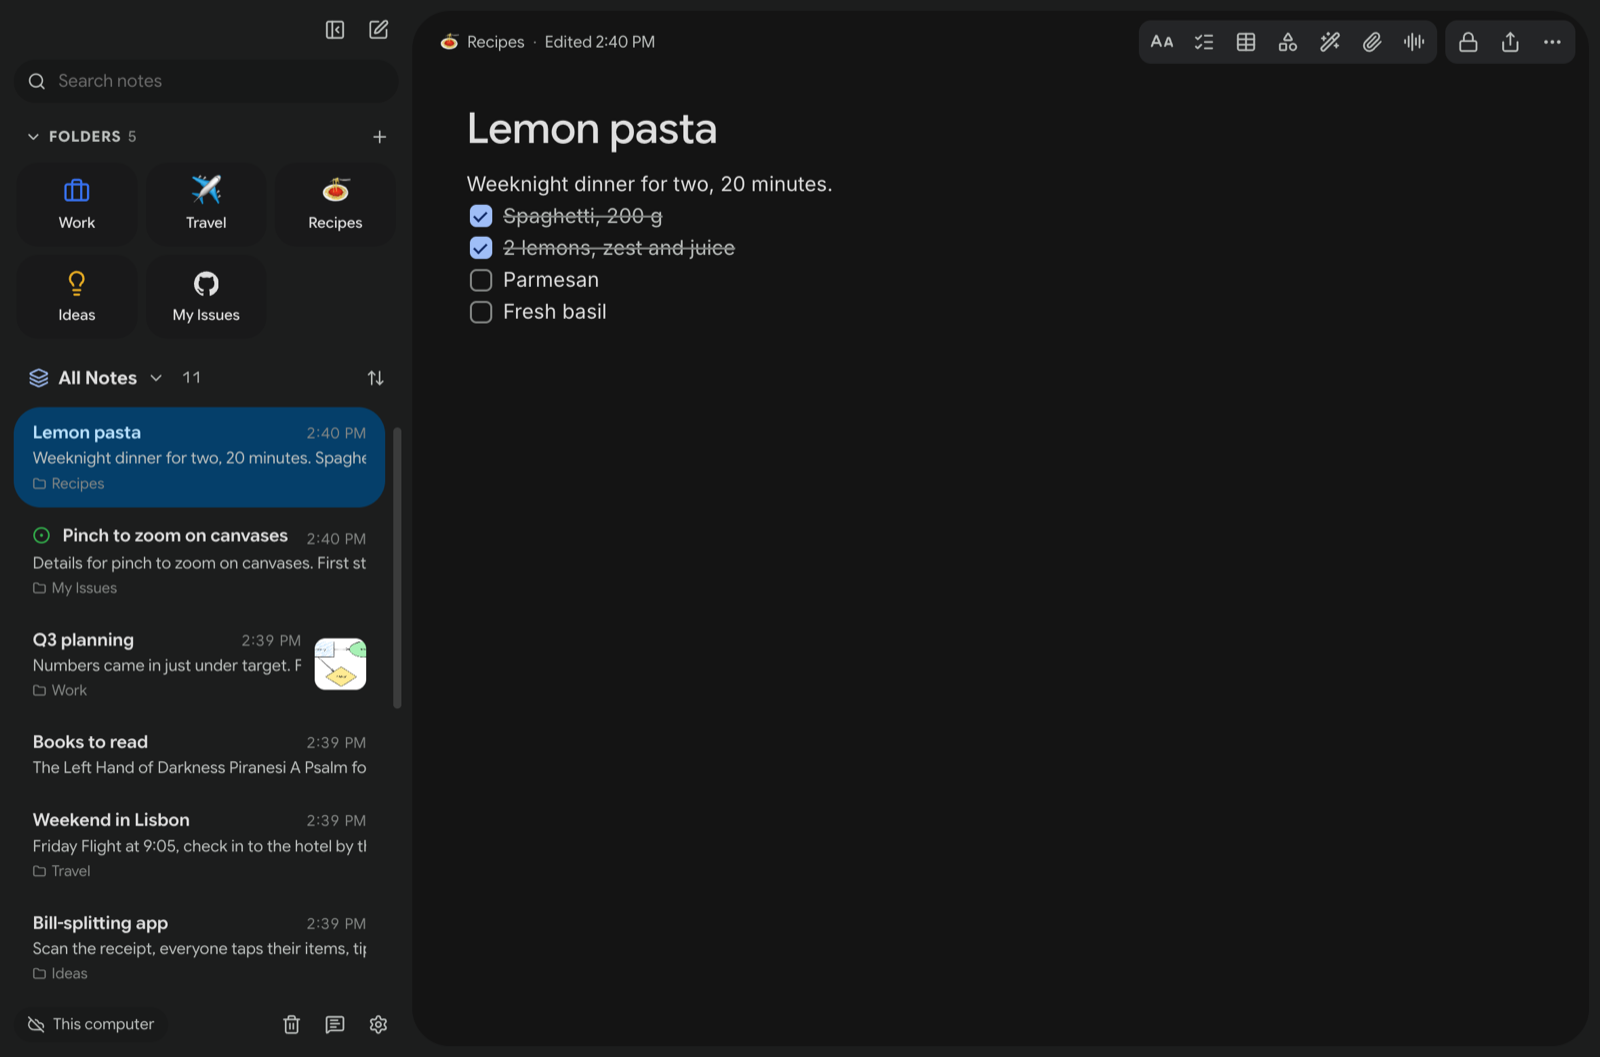 Search notes
FOLDERS 5
Work
Travel
Recipes
Ideas
My Issues
All Notes 11
Lemon pasta 2:40 PM
Weeknight dinner for two, 20 minutes. Spaghe
Recipes
Pinch to zoom on canvases 2:40 PM
Details for pinch to zoom on canvases. First st
My Issues
Q3 planning 2:39 PM
Numbers came in just under target. F
Work
Books to read 2:39 PM
The Left Hand of Darkness Piranesi A Psalm fo
Weekend in Lisbon 2:39 PM
Friday Flight at 9:05, check in to the hotel by th
Travel
Bill-splitting app 2:39 PM
Scan the receipt, everyone taps their items, tip
Ideas
This computer
Recipes · Edited 2:40 PM
AA
Lemon pasta
Weeknight dinner for two, 20 minutes.
Spaghetti, 200 g
2 lemons, zest and juice
Parmesan
Fresh basil